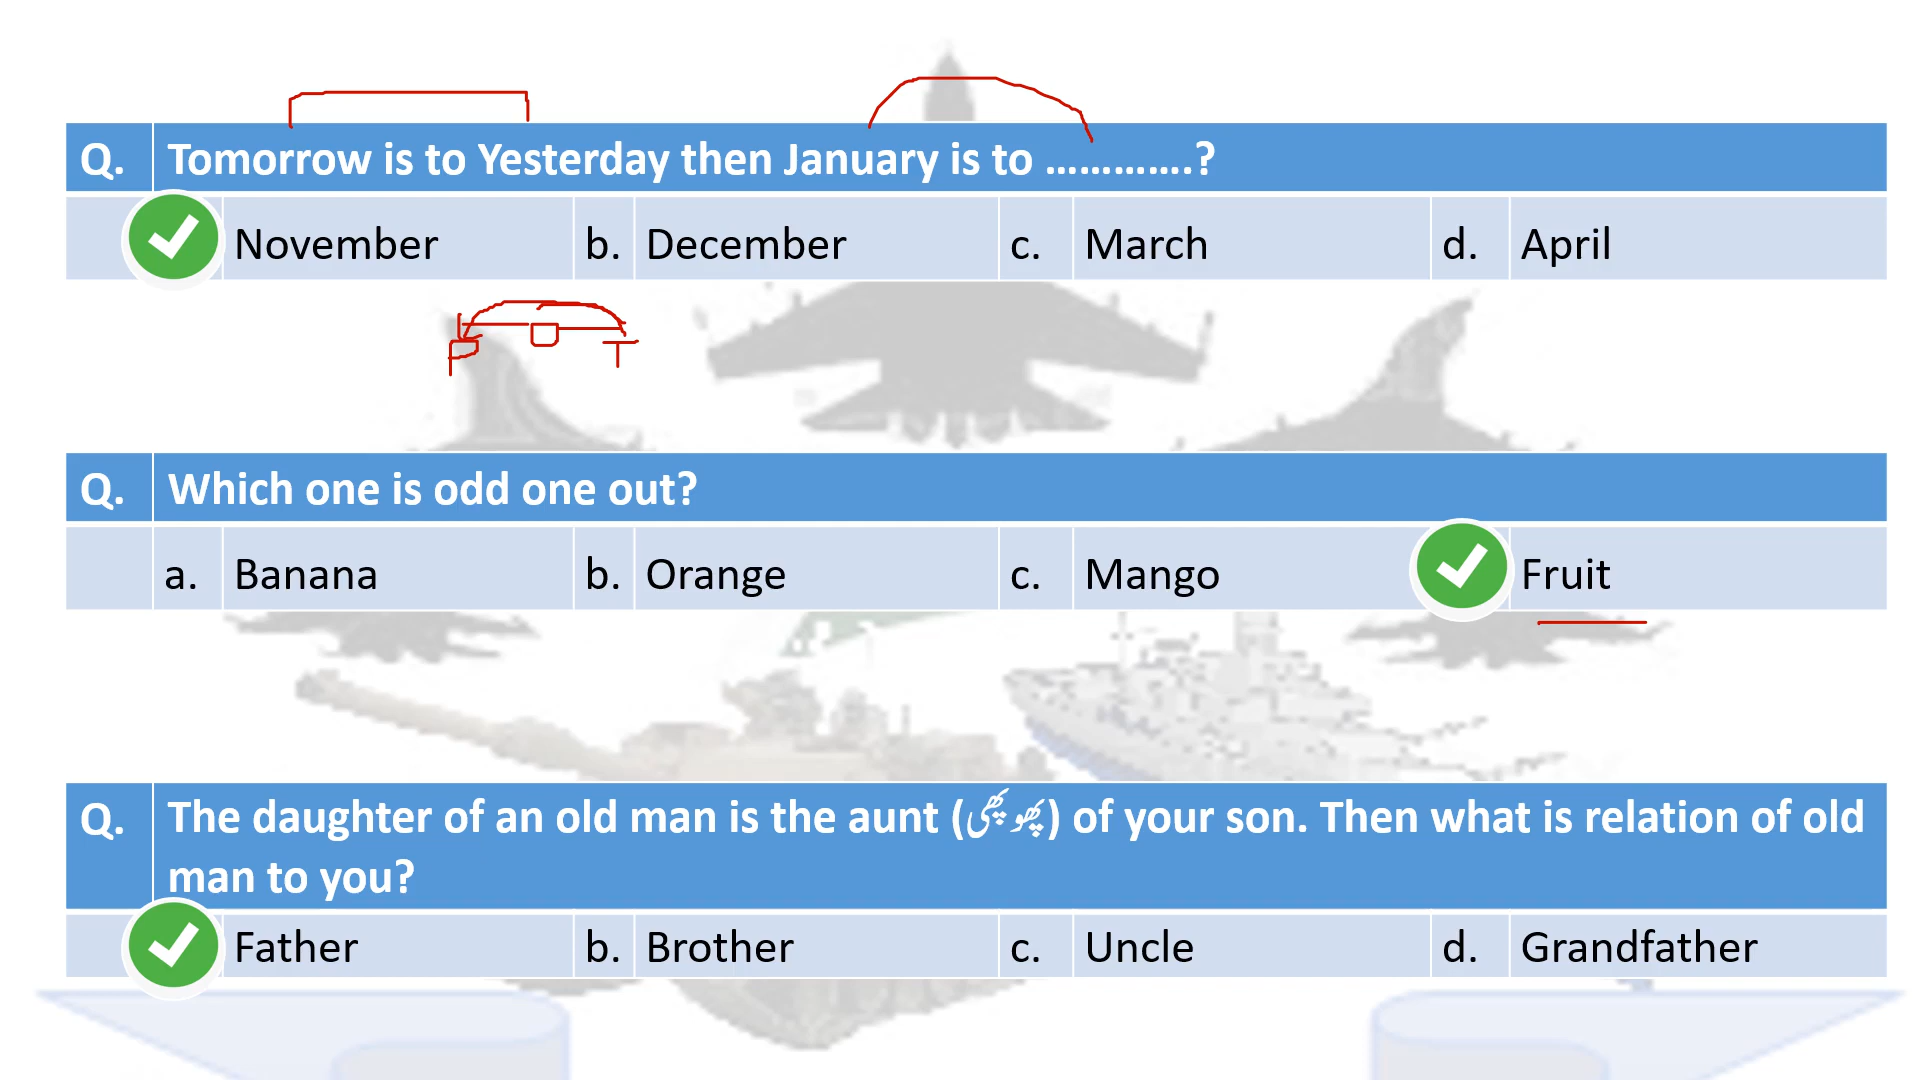 Q. Tomorrow is to Yesterday then January is to .............?
November b. December c. March d. April
Q. Which one is odd one out?
a. Banana b. Orange c. Mango Fruit
Q. The daughter of an old man is the aunt (پھوپھی) of your son. Then what is relation of old
man to you?
Father b. Brother c. Uncle d. Grandfather